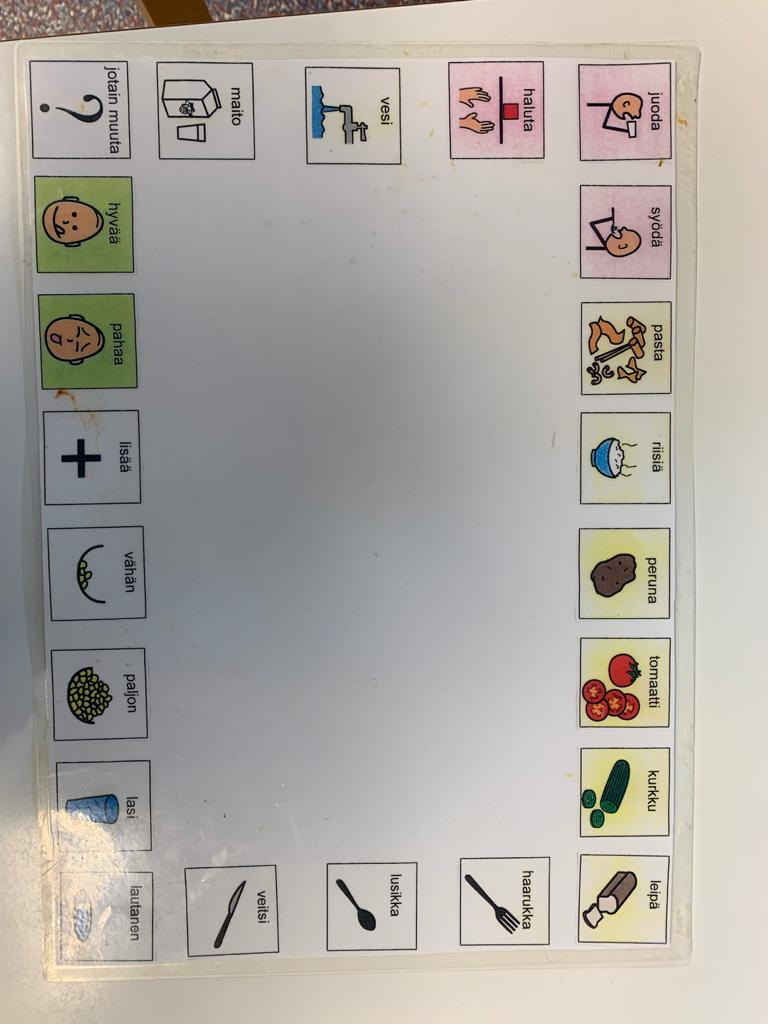 juoda
syödä
pasta
riisiä
peruna
tomaatti
kurkku
leipä
haluta
haarukka
vesi
lusikka
maito
veitsi
jotain muuta
?
hyvää
pahaa
lisää
+
vähän
paljon
lasi
lautanen